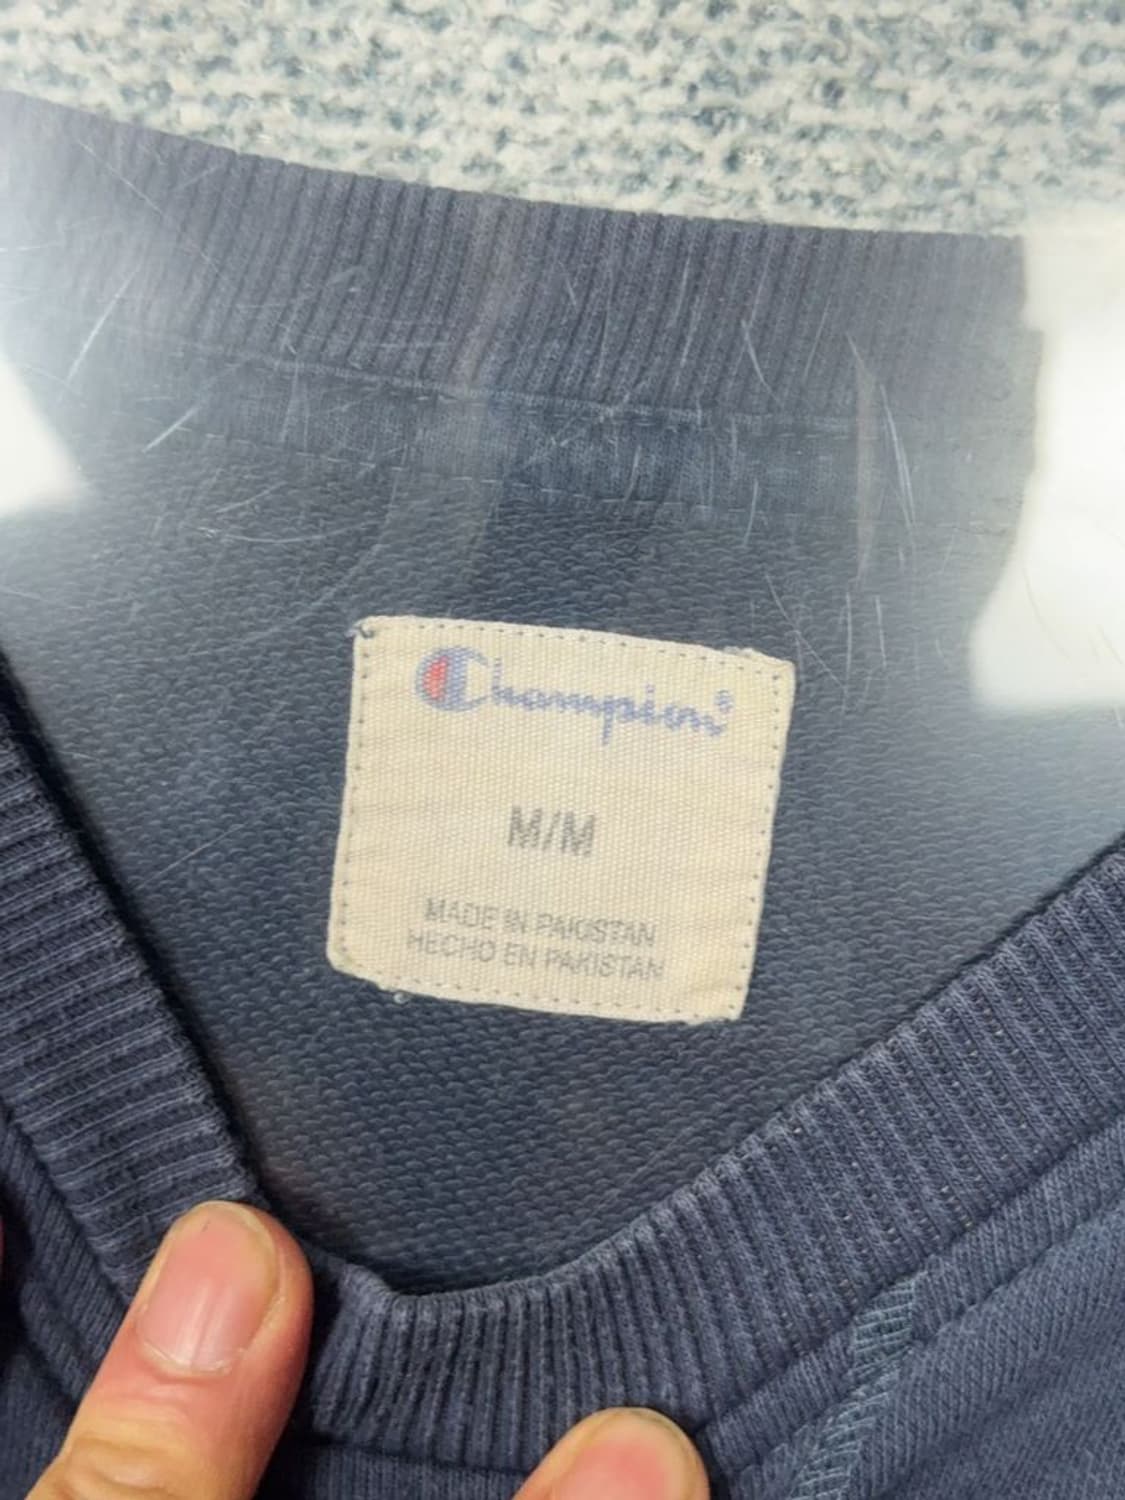 Champion®
M/M
MADE IN PAKISTAN
HECHO EN PAKISTAN